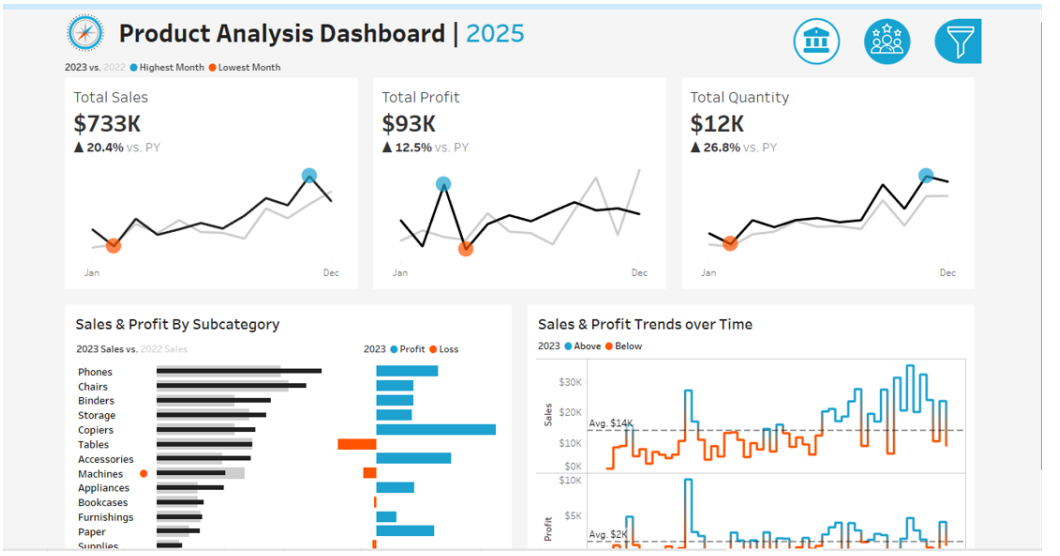 Product Analysis Dashboard | 2025
2023 vs. 2022 Highest Month Lowest Month
Total Sales
$733K
▲ 20.4% vs. PY
Jan Dec
Total Profit
$93K
▲ 12.5% vs. PY
Jan Dec
Total Quantity
$12K
▲ 26.8% vs. PY
Jan Dec
Sales & Profit By Subcategory
2023 Sales vs. 2022 Sales
2023 Profit Loss
Phones
Chairs
Binders
Storage
Copiers
Tables
Accessories
Machines
Appliances
Bookcases
Furnishings
Paper
Supplies
Sales & Profit Trends over Time
2023 Above Below
Sales
$30K
$20K
Avg. $14K
$10K
$0K
Profit
$10K
$5K
Avg. $2K